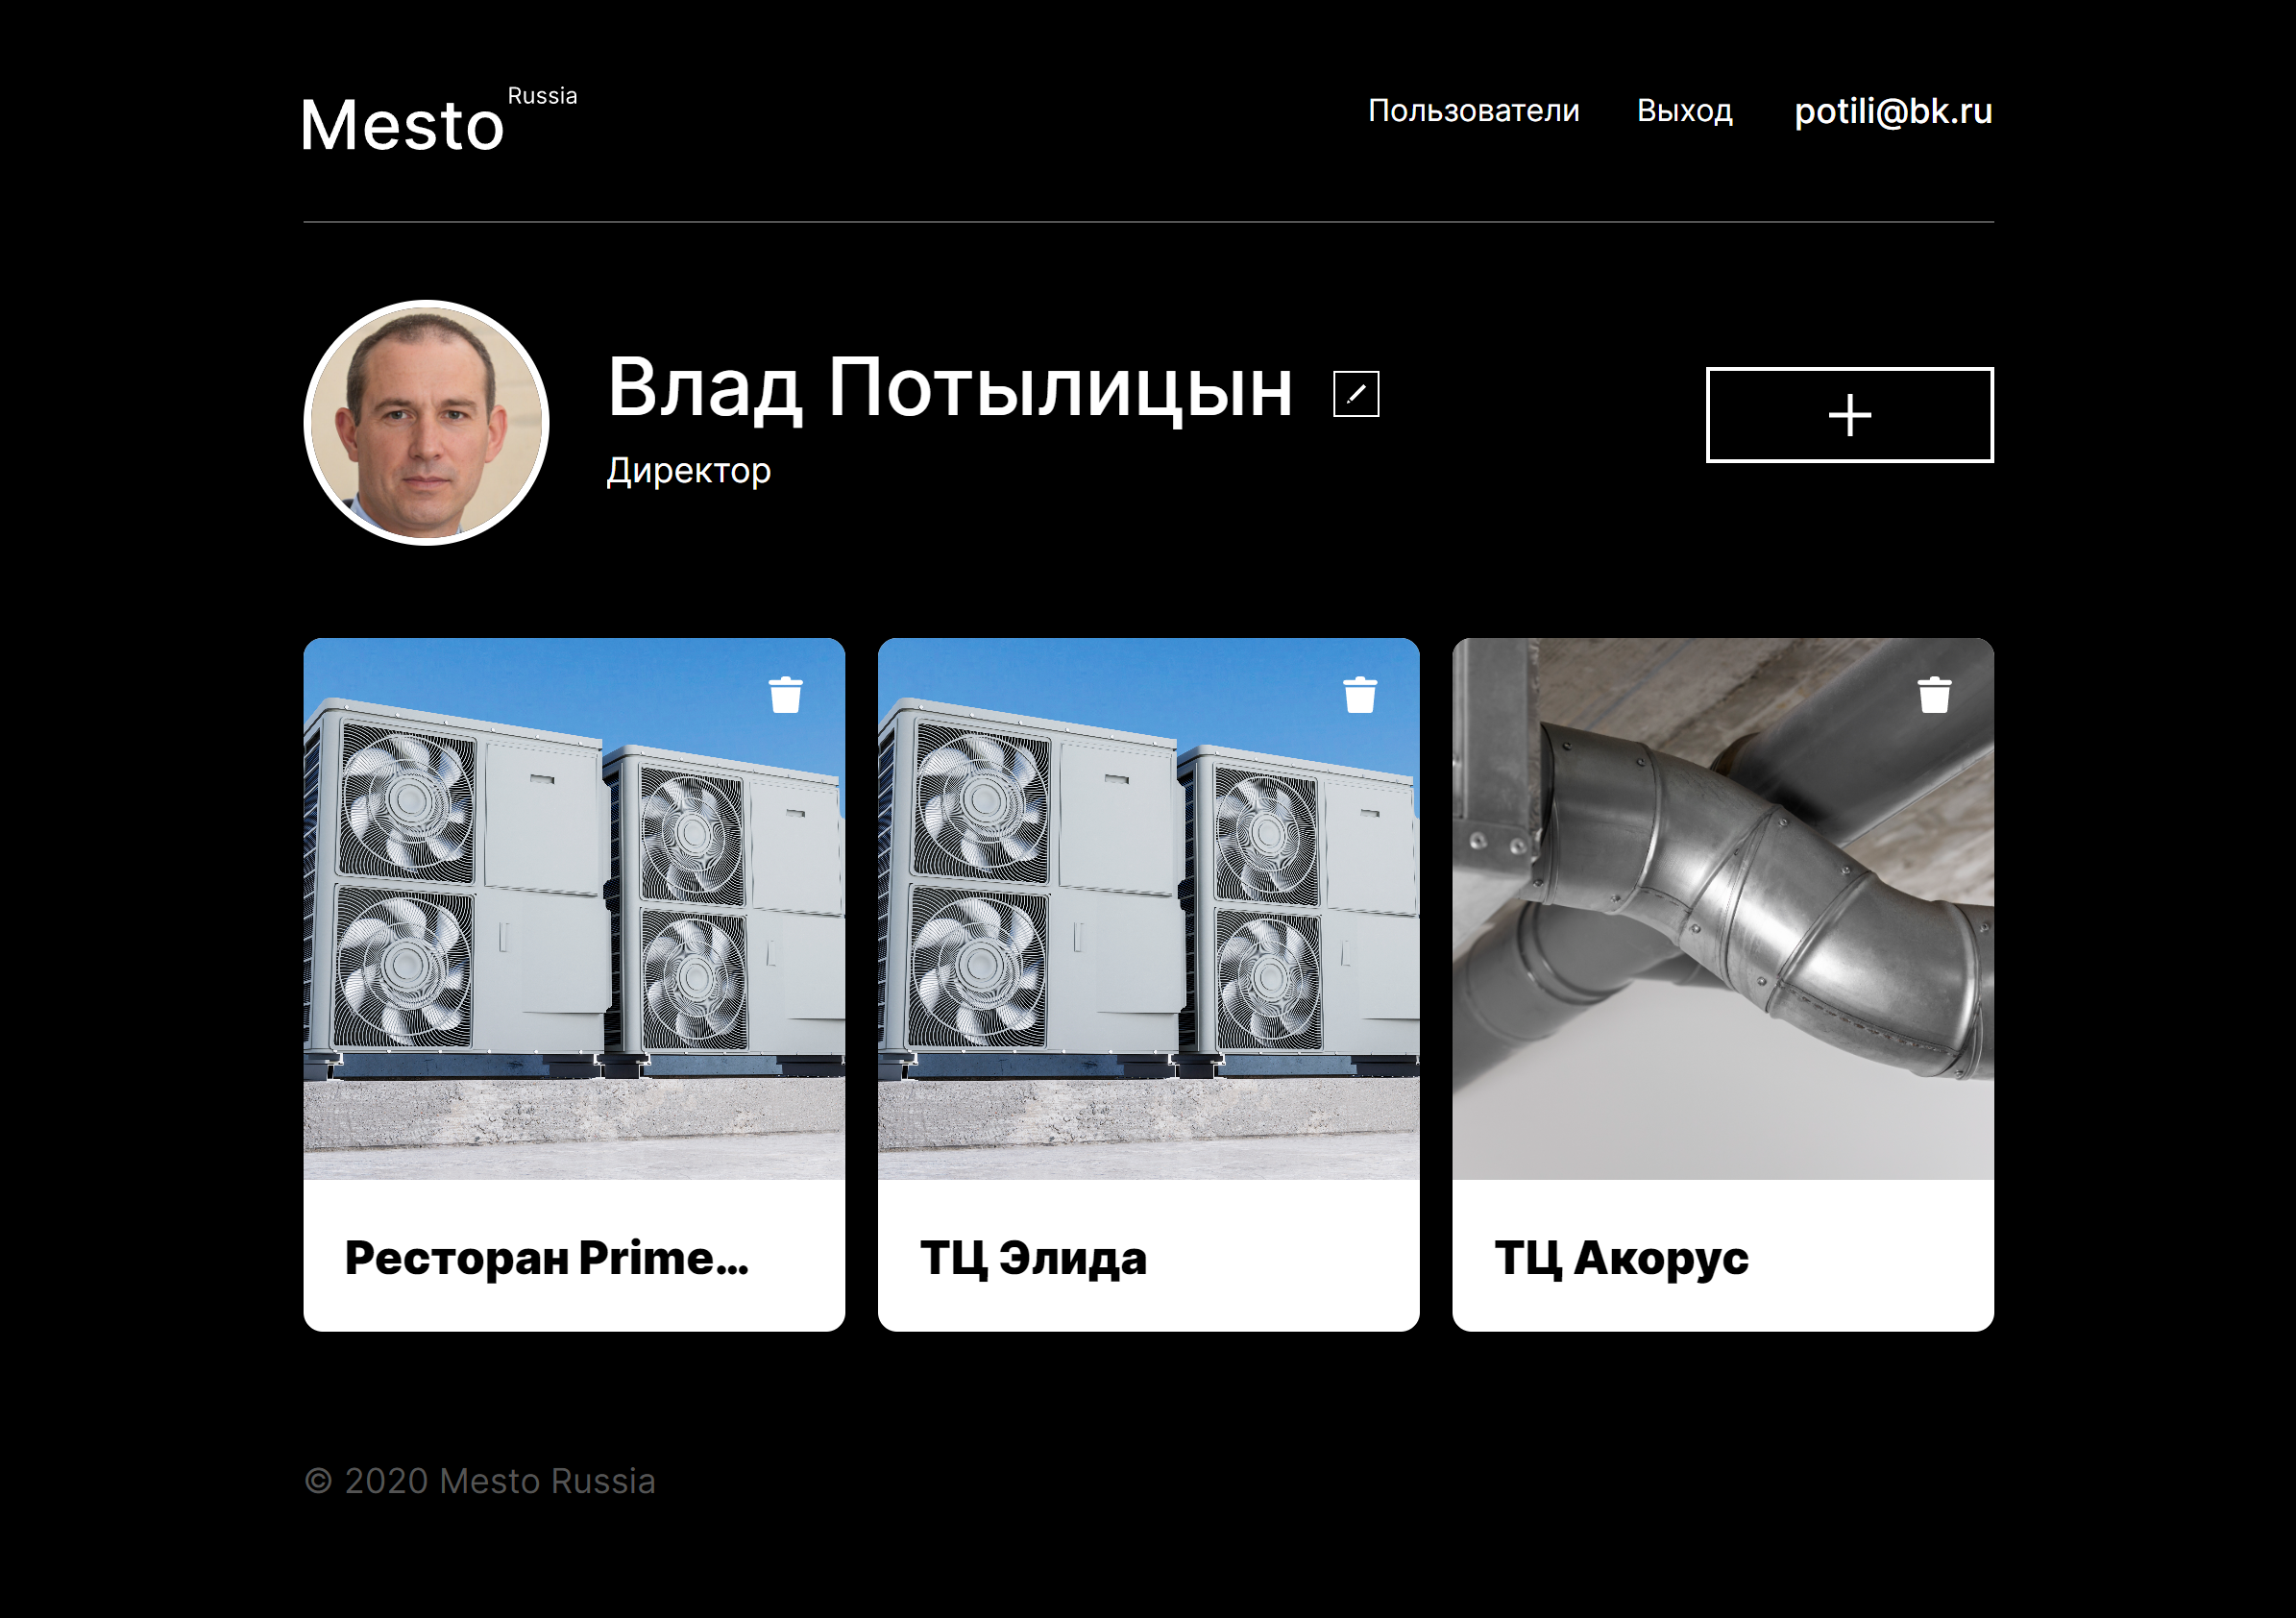 Mesto Russia
Пользователи Выход potili@bk.ru
Влад Потылицын
Директор
Ресторан Prime...
ТЦ Элида
ТЦ Акорус
© 2020 Mesto Russia